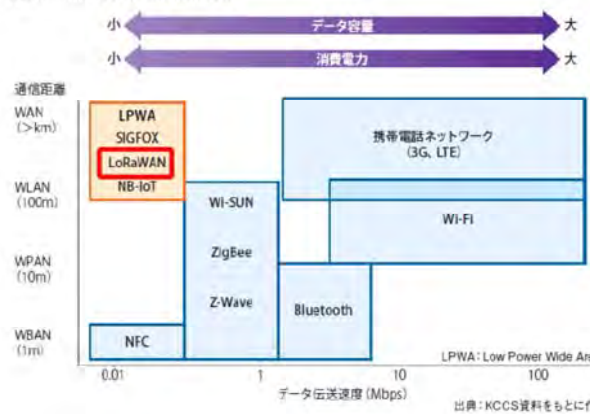 小 データ容量 大
小 消費電力 大
通信距離
WAN
(>km)
LPWA
SIGFOX
LoRaWAN
NB-IoT
携帯電話ネットワーク
(3G、LTE)
WLAN
(100m)
Wi-SUN
Wi-Fi
ZigBee
WPAN
(10m)
Z-Wave
Bluetooth
WBAN
(1m)
NFC
LPWA：Low Power Wide Are
0.01 1 10 100
データ伝送速度(Mbps)
出典：KCCS資料をもとに作